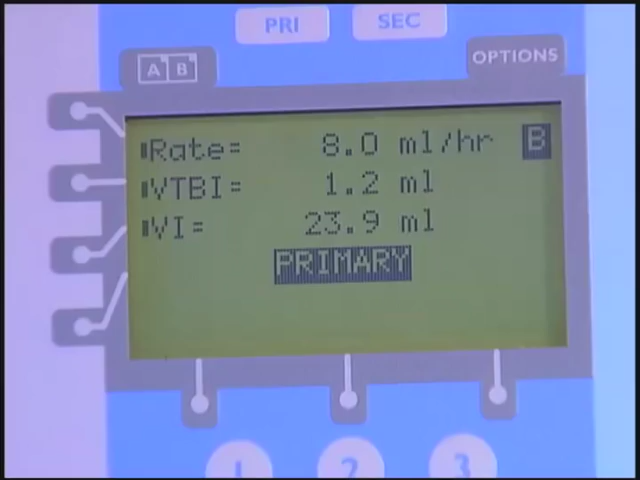 PRI SEC
A B OPTIONS
Rate= 8.0 ml/hr B
VTBI= 1.2 ml
VI= 23.9 ml
PRIMARY
1 2 3